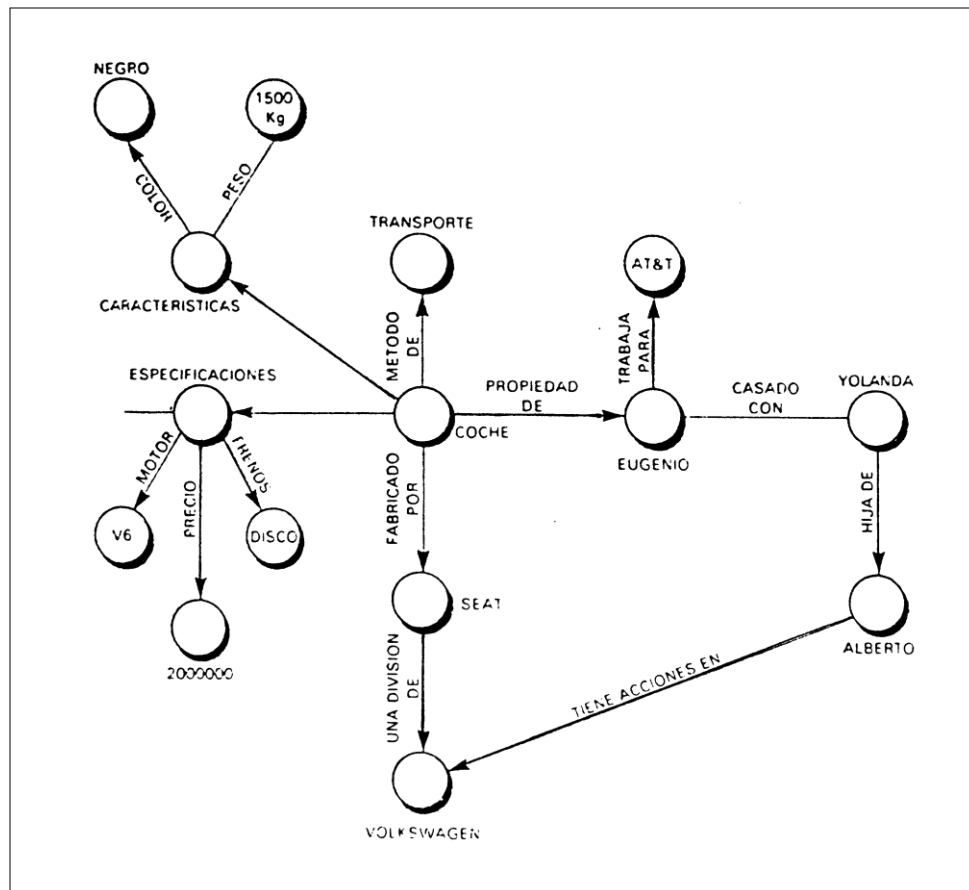 NEGRO
1500
Kg
COLOR
PESO
TRANSPORTE
AT&T
CARACTERISTICAS
METODO
DE
TRABAJA
PARA
ESPECIFICACIONES
PROPIEDAD
DE
CASADO
CON
YOLANDA
COCHE
EUGENIO
MOTOR
PRECIO
FRENOS
FABRICADO
POR
HIJA DE
V6
DISCO
SEAT
2000000
UNA DIVISION
DE
TIENE ACCIONES EN
ALBERTO
VOLKSWAGEN